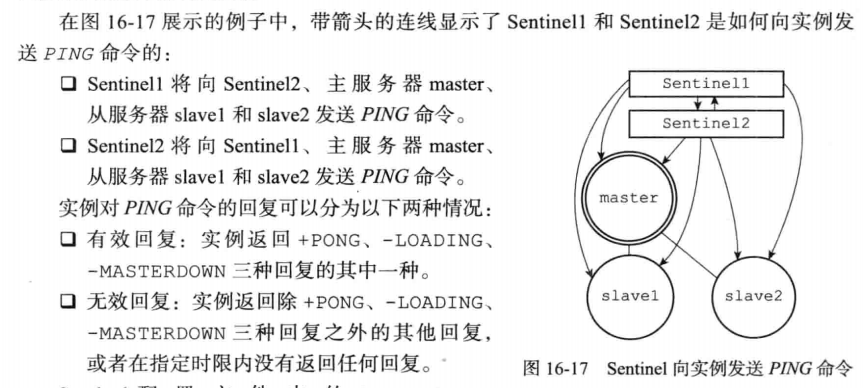 在图 16-17 展示的例子中，带箭头的连线显示了 Sentinel1 和 Sentinel2 是如何向实例发
送 PING 命令的：
❑ Sentinel1 将向 Sentinel2、主服务器 master、
从服务器 slave1 和 slave2 发送 PING 命令。
❑ Sentinel2 将向 Sentinel1、主服务器 master、
从服务器 slave1 和 slave2 发送 PING 命令。
实例对 PING 命令的回复可以分为以下两种情况：
❑ 有效回复：实例返回 +PONG、-LOADING、
-MASTERDOWN 三种回复的其中一种。
❑ 无效回复：实例返回除 +PONG、-LOADING、
-MASTERDOWN 三种回复之外的其他回复，
或者在指定时限内没有返回任何回复。
Sentinel1
Sentinel2
master
slave1
slave2
图 16-17 Sentinel 向实例发送 PING 命令